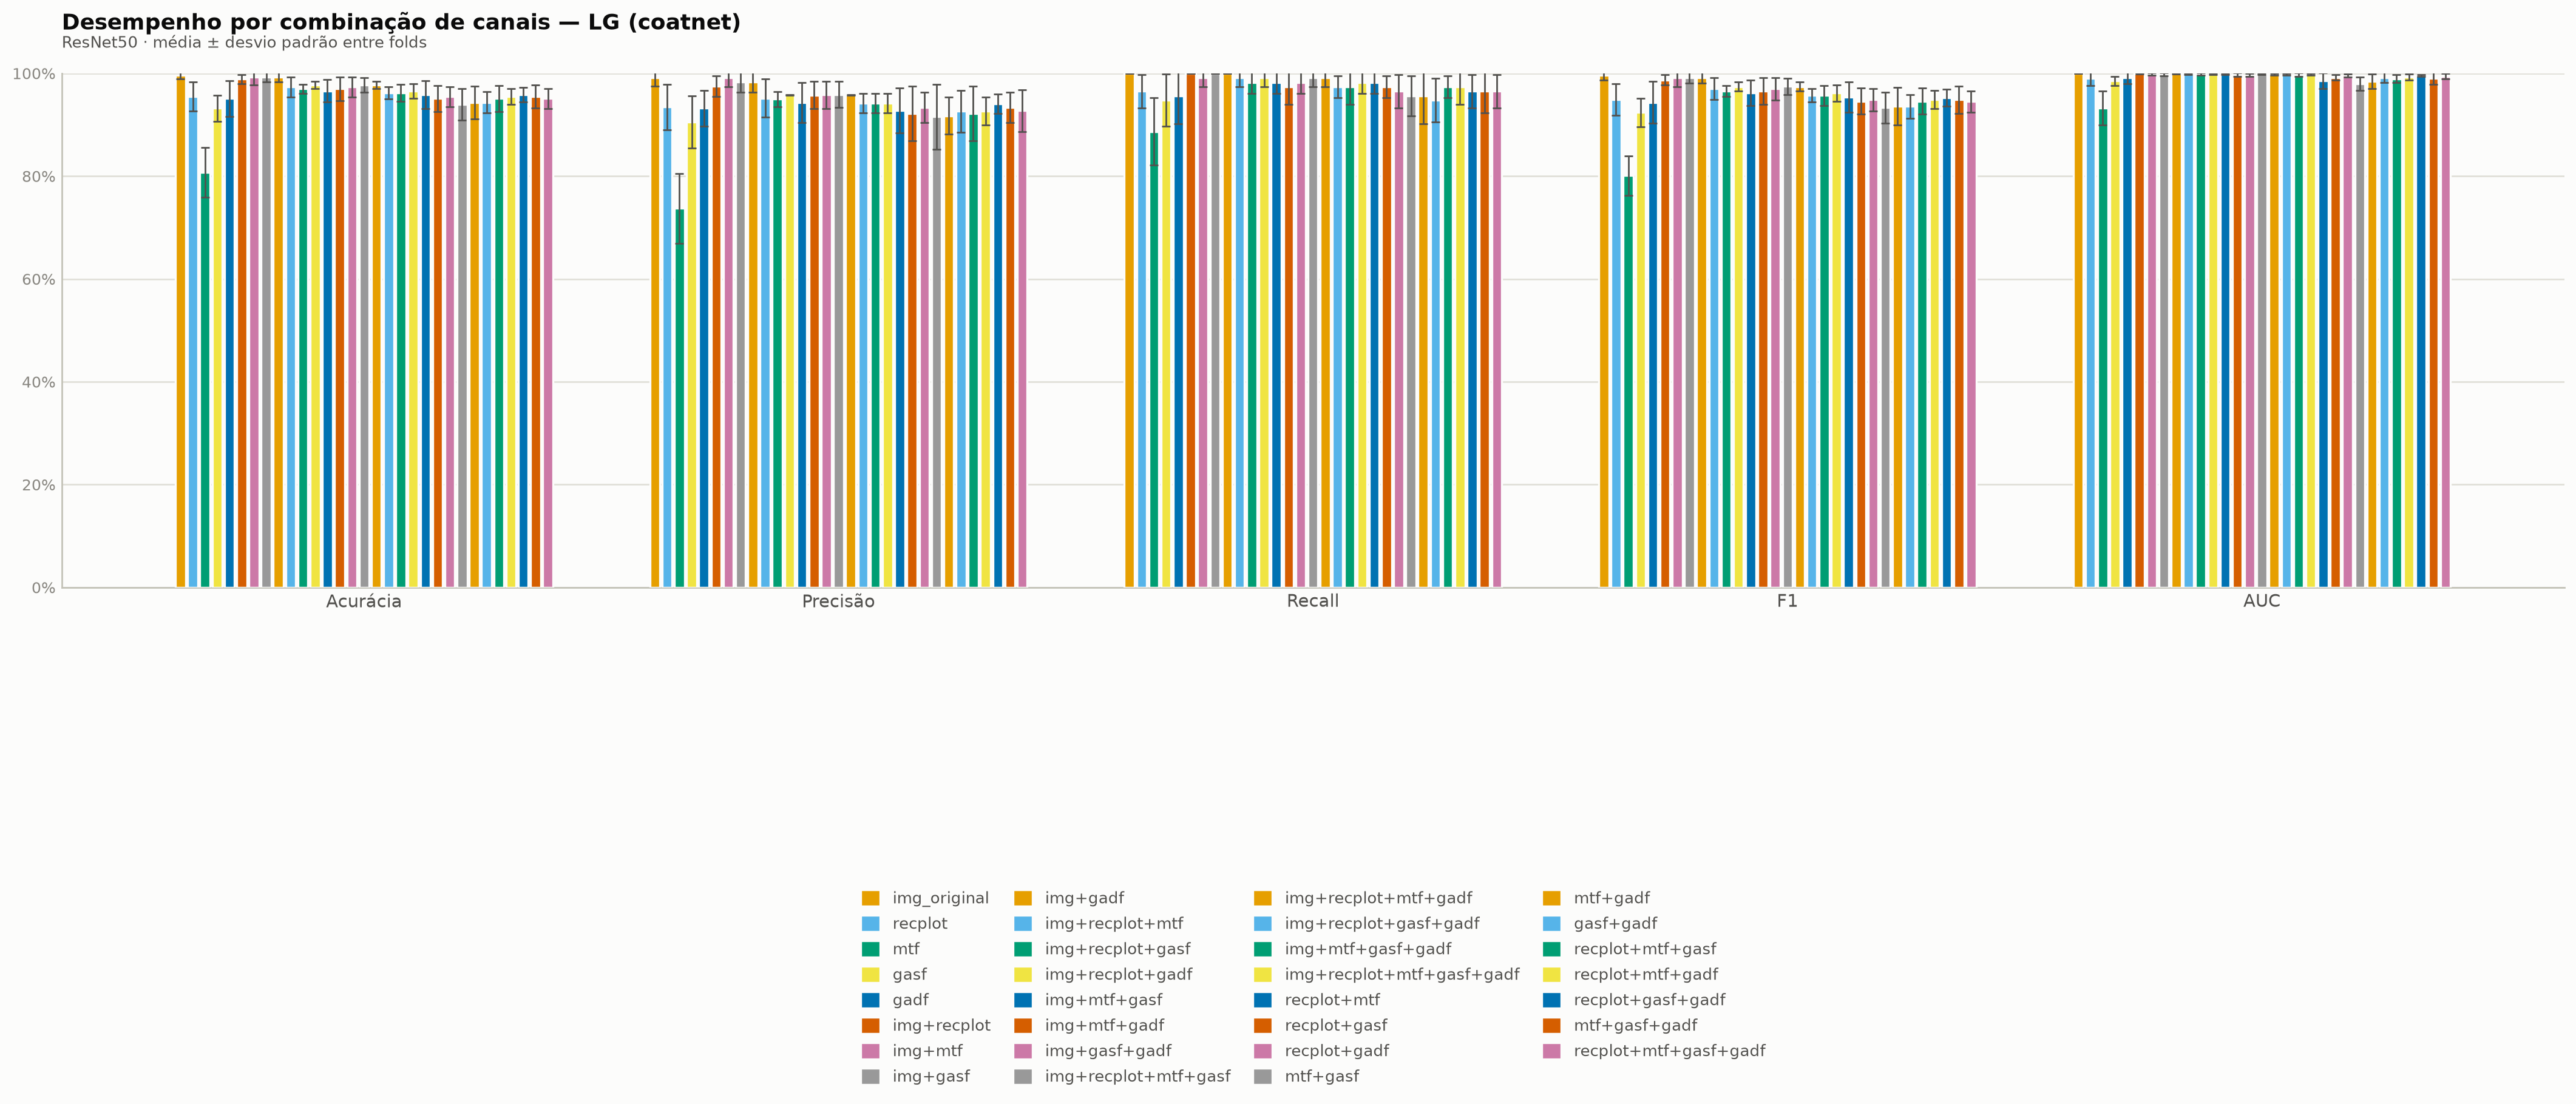 Desempenho por combinação de canais — LG (coatnet)
ResNet50 · média ± desvio padrão entre folds
100%
80%
60%
40%
20%
0%
Acurácia
Precisão
Recall
F1
AUC
img_original
recplot
mtf
gasf
gadf
img+recplot
img+mtf
img+gasf
img+gadf
img+recplot+mtf
img+recplot+gasf
img+recplot+gadf
img+mtf+gasf
img+mtf+gadf
img+gasf+gadf
img+recplot+mtf+gasf
img+recplot+mtf+gadf
img+recplot+gasf+gadf
img+mtf+gasf+gadf
img+recplot+mtf+gasf+gadf
recplot+mtf
recplot+gasf
recplot+gadf
mtf+gasf
mtf+gadf
gasf+gadf
recplot+mtf+gasf
recplot+mtf+gadf
recplot+gasf+gadf
mtf+gasf+gadf
recplot+mtf+gasf+gadf